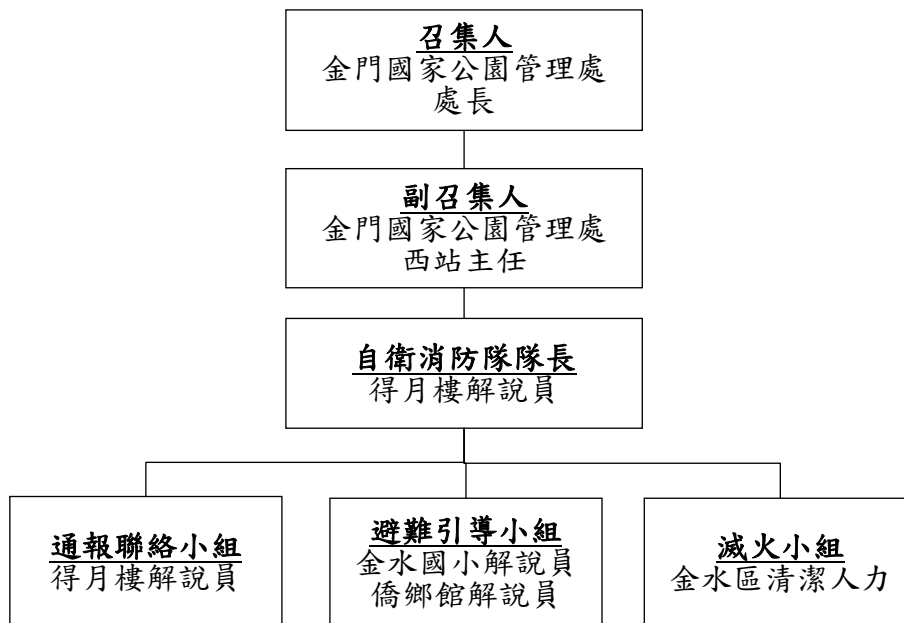 召集人
金門國家公園管理處
處長
副召集人
金門國家公園管理處
西站主任
自衛消防隊隊長
得月樓解說員
通報聯絡小組
得月樓解說員
避難引導小組
金水國小解說員
僑鄉館解說員
滅火小組
金水區清潔人力